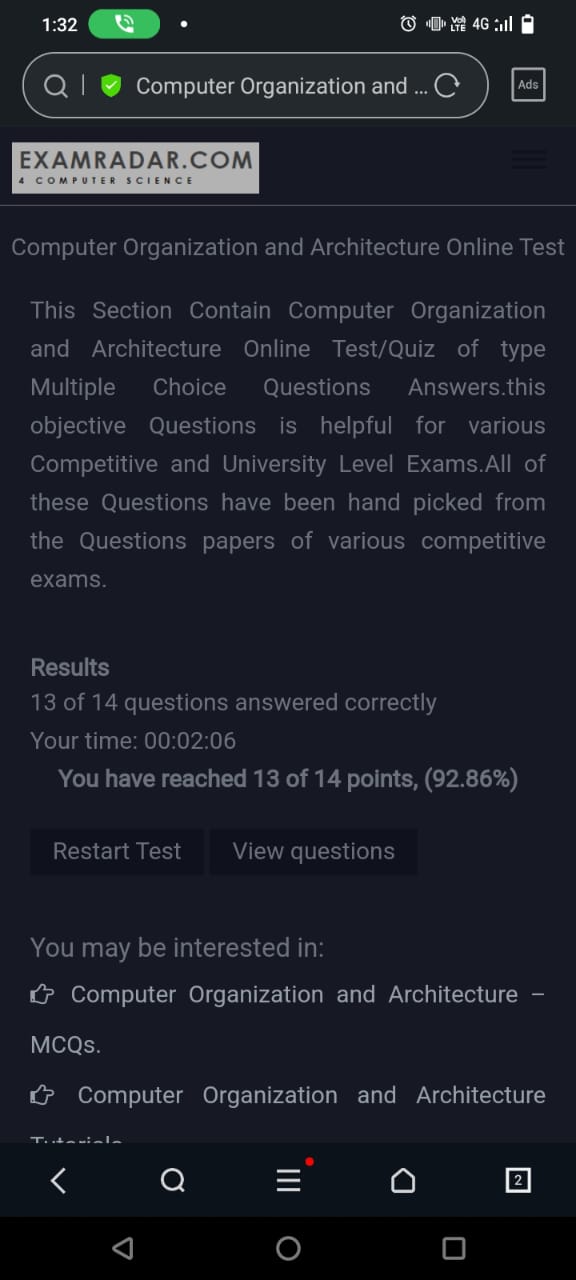 1:32
VoD LTE 4G
Computer Organization and ...
Ads
EXAMRADAR.COM
4 COMPUTER SCIENCE
Computer Organization and Architecture Online Test
This Section Contain Computer Organization
and Architecture Online Test/Quiz of type
Multiple Choice Questions Answers.this
objective Questions is helpful for various
Competitive and University Level Exams.All of
these Questions have been hand picked from
the Questions papers of various competitive
exams.
Results
13 of 14 questions answered correctly
Your time: 00:02:06
You have reached 13 of 14 points, (92.86%)
Restart Test View questions
You may be interested in:
Computer Organization and Architecture –
MCQs.
Computer Organization and Architecture
Tutorials
2